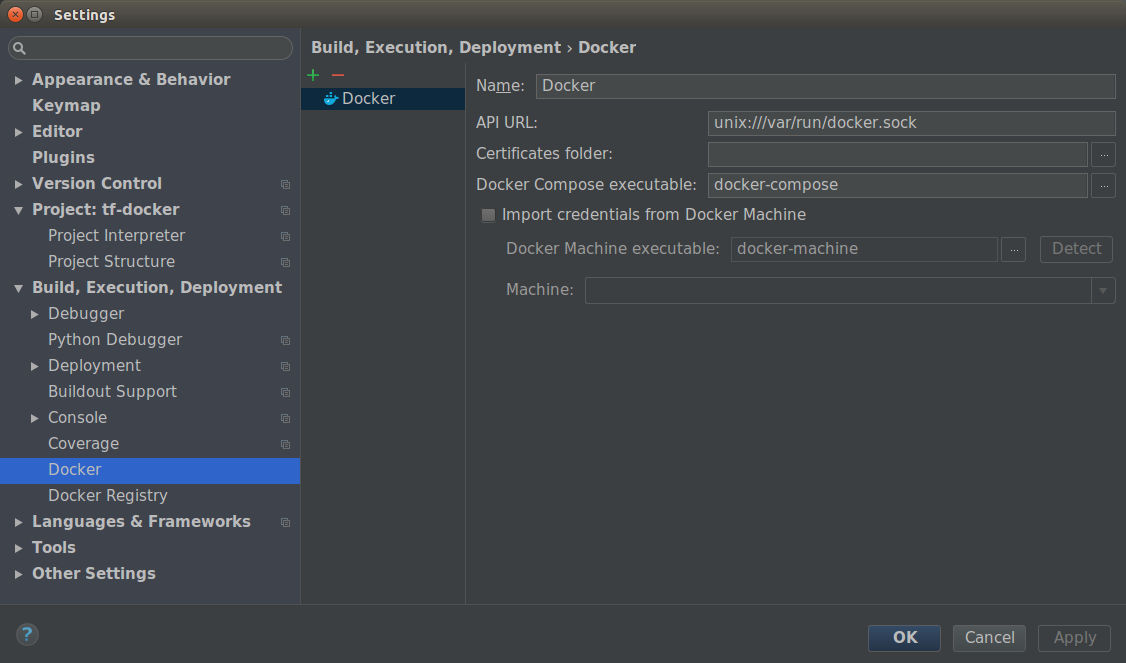 Settings
Appearance & Behavior
Keymap
Editor
Plugins
Version Control
Project: tf-docker
Project Interpreter
Project Structure
Build, Execution, Deployment
Debugger
Python Debugger
Deployment
Buildout Support
Console
Coverage
Docker
Docker Registry
Languages & Frameworks
Tools
Other Settings
Build, Execution, Deployment › Docker
Docker
Name: Docker
API URL: unix:///var/run/docker.sock
Certificates folder: ...
Docker Compose executable: docker-compose ...
Import credentials from Docker Machine
Docker Machine executable: docker-machine ... Detect
Machine:
? OK Cancel Apply